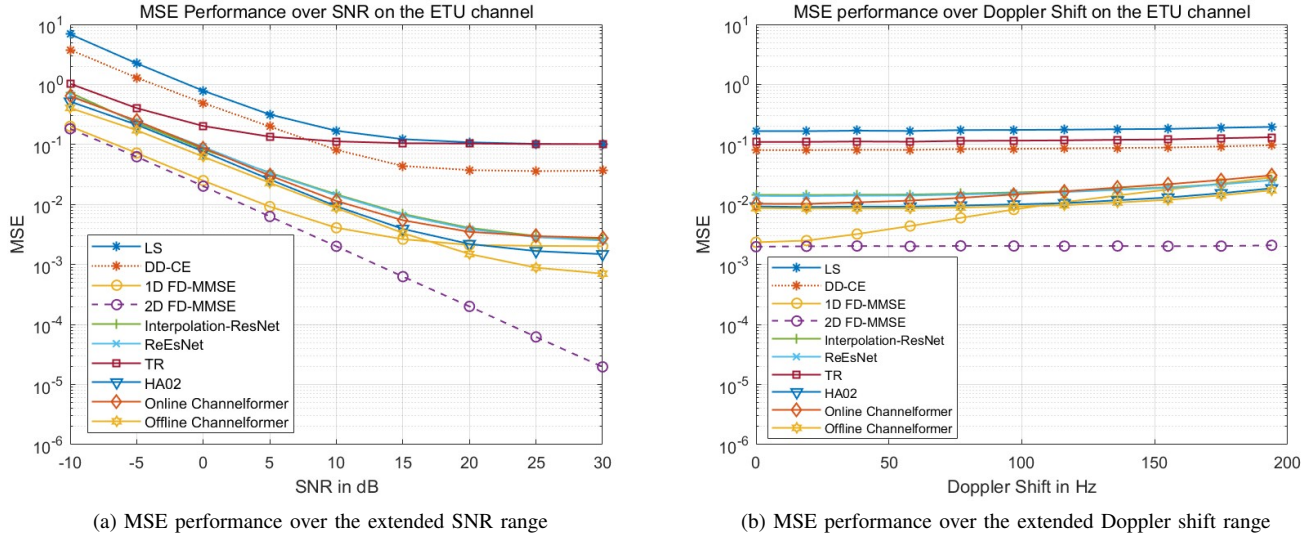 MSE Performance over SNR on the ETU channel
10^1
10^0
10^-1
10^-2
10^-3
10^-4
10^-5
10^-6
MSE
LS
DD-CE
1D FD-MMSE
2D FD-MMSE
Interpolation-ResNet
ReEsNet
TR
HA02
Online Channelformer
Offline Channelformer
-10 -5 0 5 10 15 20 25 30
SNR in dB
(a) MSE performance over the extended SNR range
MSE performance over Doppler Shift on the ETU channel
10^1
10^0
10^-1
10^-2
10^-3
10^-4
10^-5
10^-6
MSE
LS
DD-CE
1D FD-MMSE
2D FD-MMSE
Interpolation-ResNet
ReEsNet
TR
HA02
Online Channelformer
Offline Channelformer
0 50 100 150 200
Doppler Shift in Hz
(b) MSE performance over the extended Doppler shift range